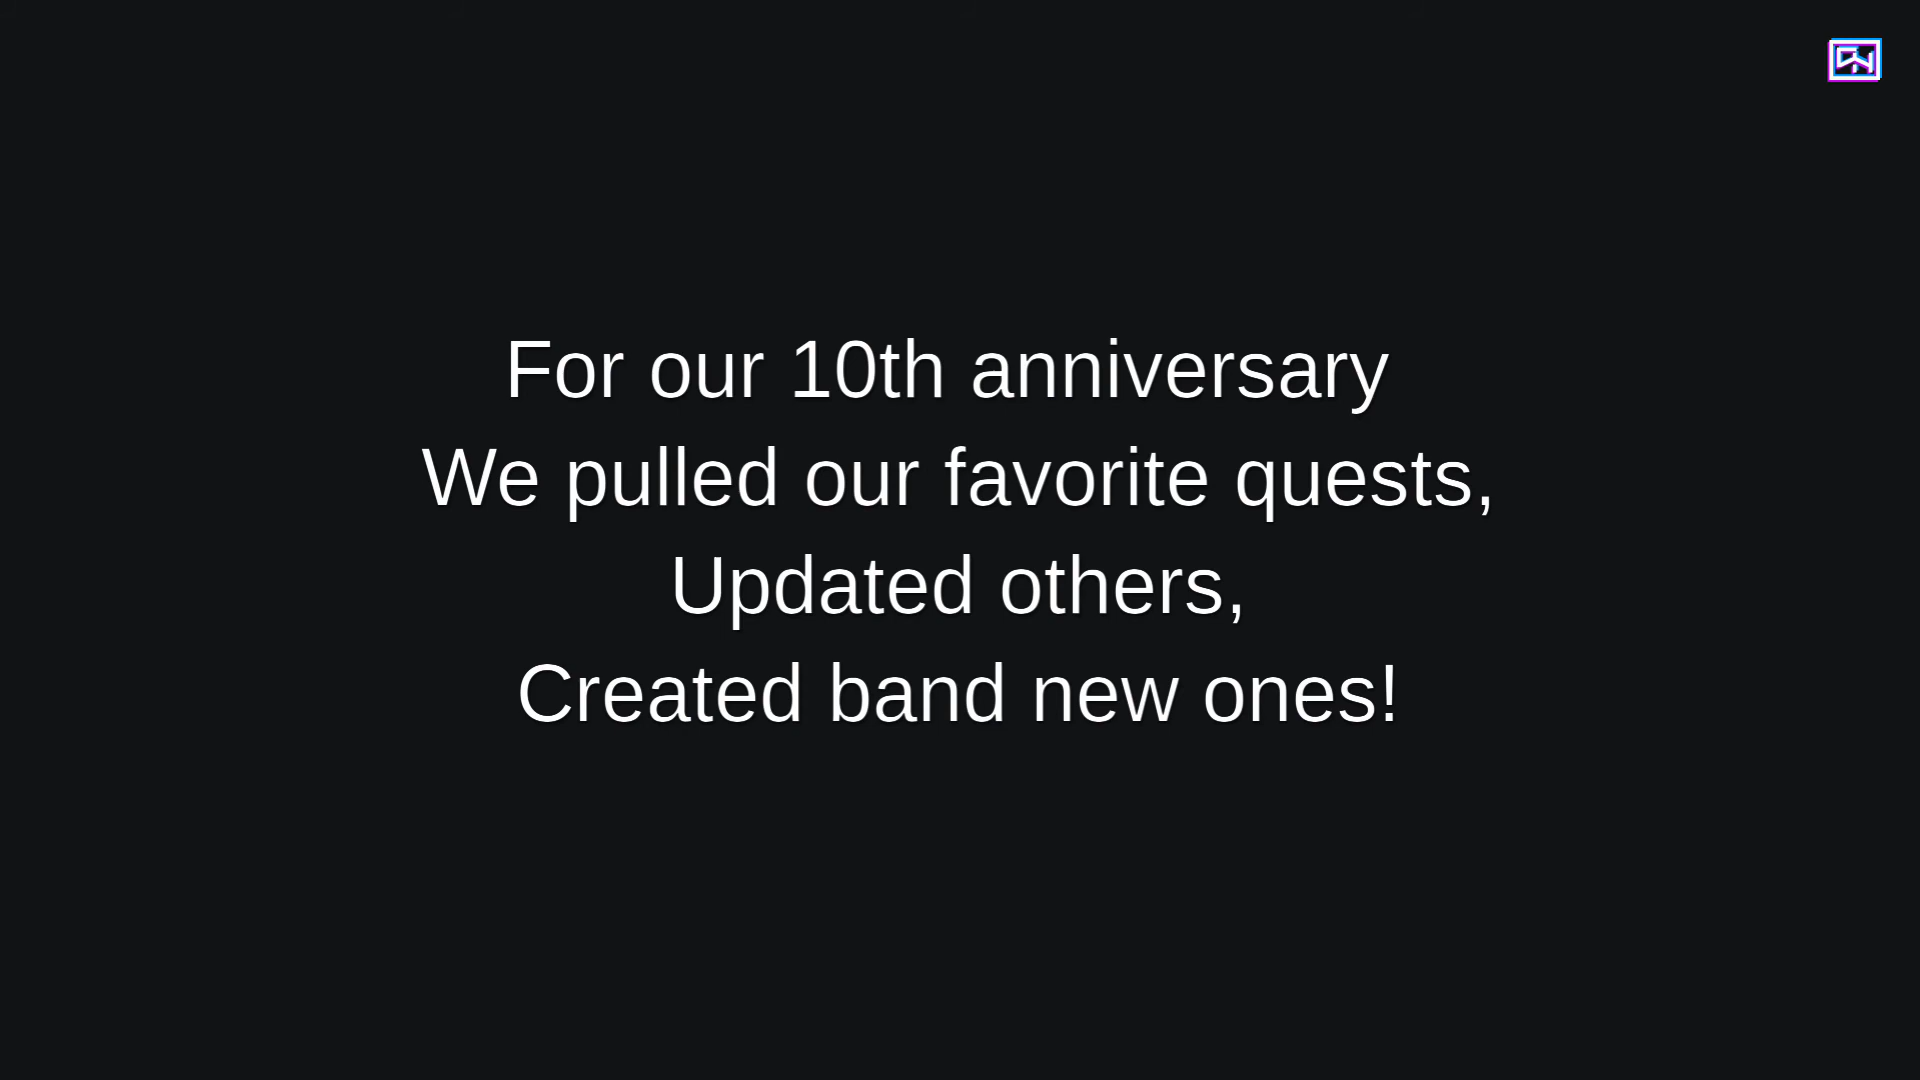 For our 10th anniversary
We pulled our favorite quests,
Updated others,
Created band new ones!